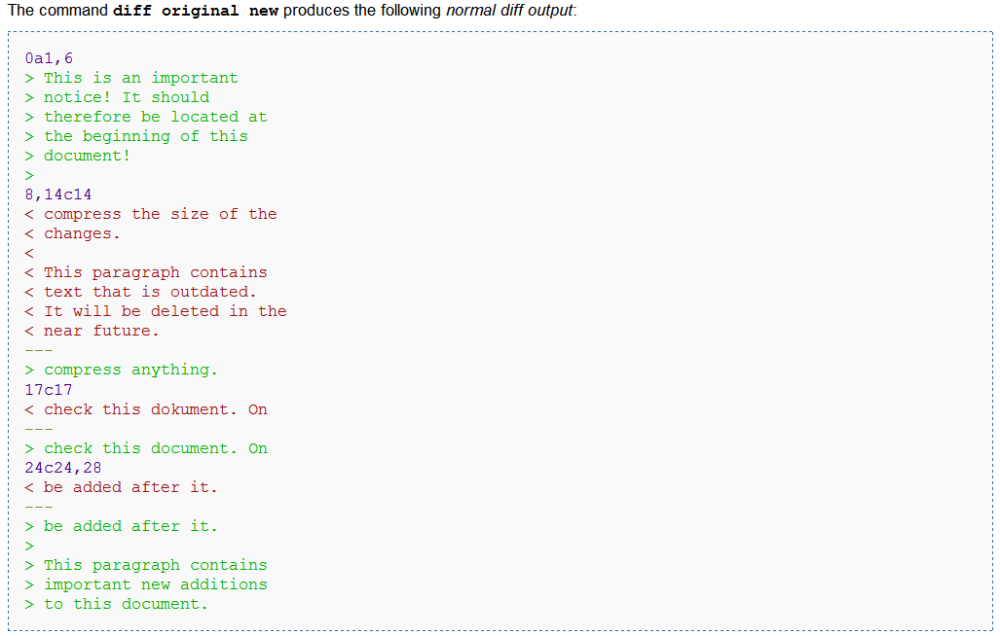 The command diff original new produces the following normal diff output:
0a1,6
> This is an important
> notice! It should
> therefore be located at
> the beginning of this
> document!
>
8,14c14
< compress the size of the
< changes.
<
< This paragraph contains
< text that is outdated.
< It will be deleted in the
< near future.
---
> compress anything.
17c17
< check this dokument. On
---
> check this document. On
24c24,28
< be added after it.
---
> be added after it.
>
> This paragraph contains
> important new additions
> to this document.